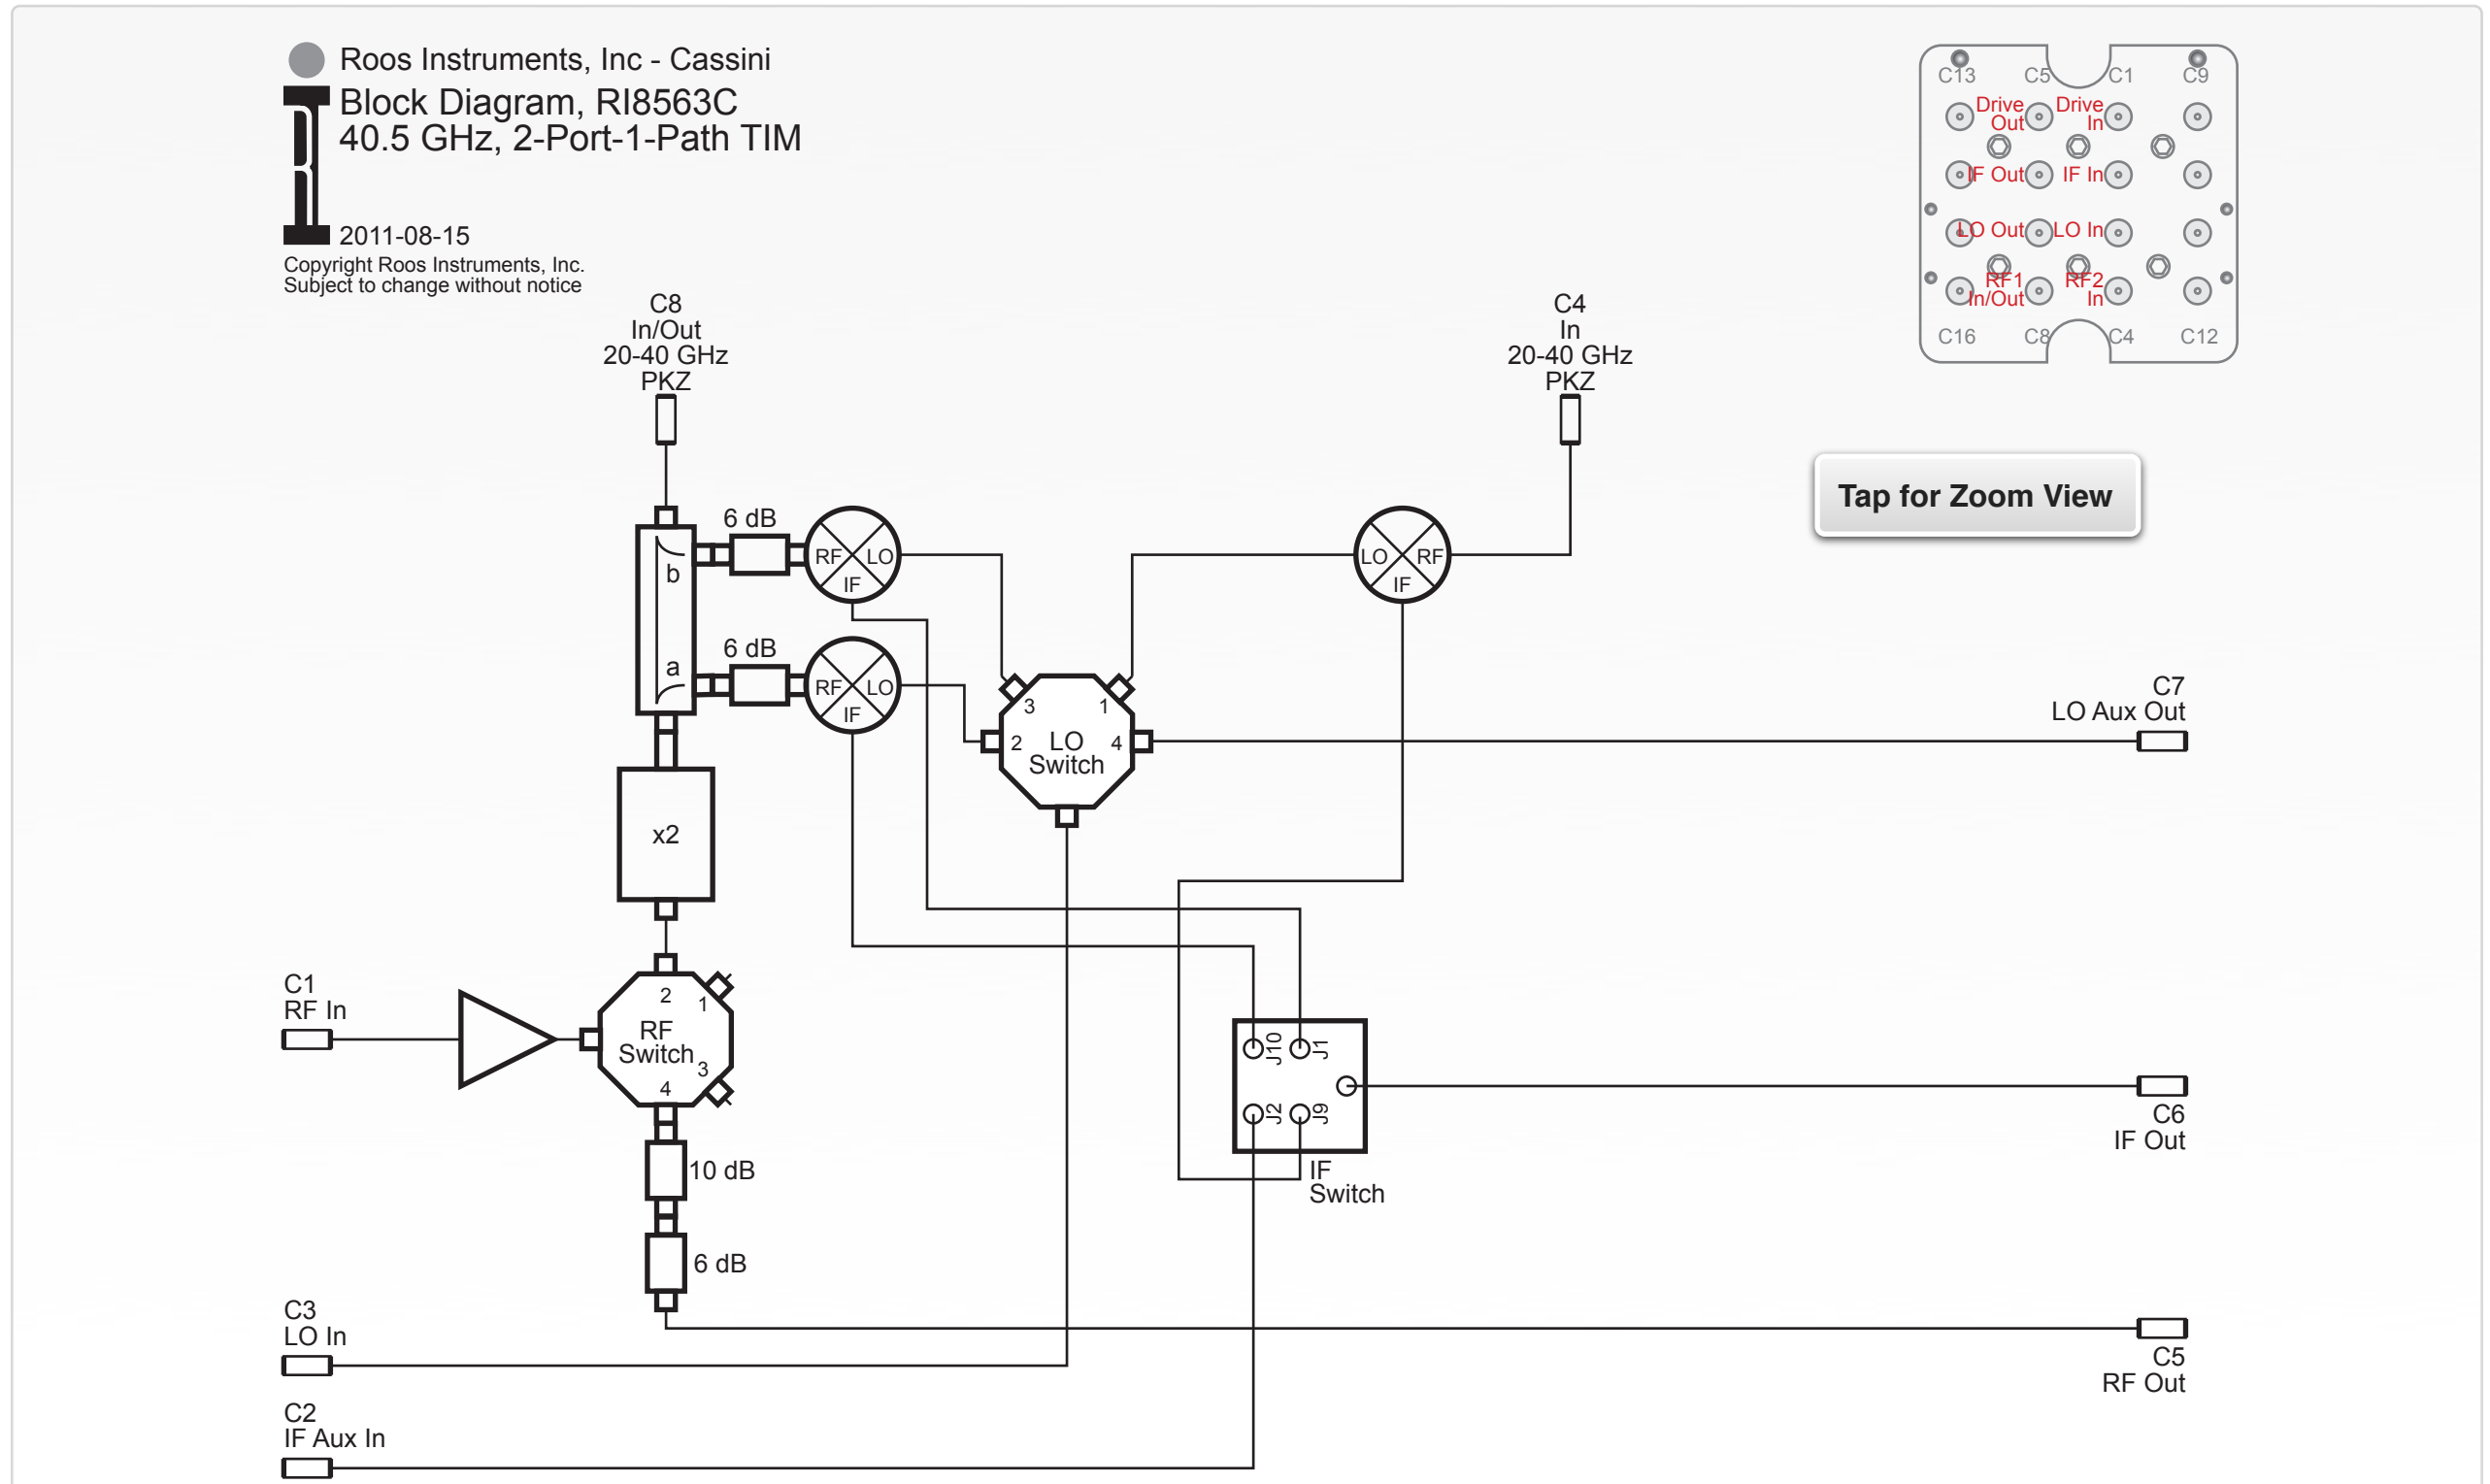 Roos Instruments, Inc - Cassini
Block Diagram, RI8563C
40.5 GHz, 2-Port-1-Path TIM
2011-08-15
Copyright Roos Instruments, Inc.
Subject to change without notice
C13 C5 C1 C9
Drive Drive
Out In
IF Out IF In
LO Out LO In
RF1 RF2
In/Out In
C16 C8 C4 C12
Tap for Zoom View
C8
In/Out
20-40 GHz
PKZ
C4
In
20-40 GHz
PKZ
6 dB
b
RF LO
IF
LO RF
IF
6 dB
a
RF LO
IF
3 1
2 LO 4
Switch
C7
LO Aux Out
x2
C1
RF In
2
1
RF
Switch
3
4
J10 J1
J2 J9
IF
Switch
C6
IF Out
10 dB
6 dB
C3
LO In
C5
RF Out
C2
IF Aux In